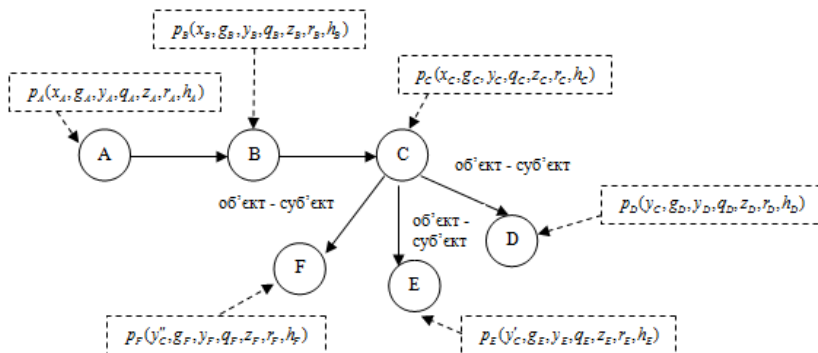 p_B(x_B, g_B, y_B, q_B, z_B, r_B, h_B)
p_C(x_C, g_C, y_C, q_C, z_C, r_C, h_C)
p_A(x_A, g_A, y_A, q_A, z_A, r_A, h_A)
A
B
C
об’єкт - суб’єкт
об’єкт - суб’єкт
об’єкт -
суб’єкт
p_D(y_C, g_D, y_D, q_D, z_D, r_D, h_D)
D
F
E
p_F(y''_C, g_F, y_F, q_F, z_F, r_F, h_F)
p_E(y'_C, g_E, y_E, q_E, z_E, r_E, h_E)